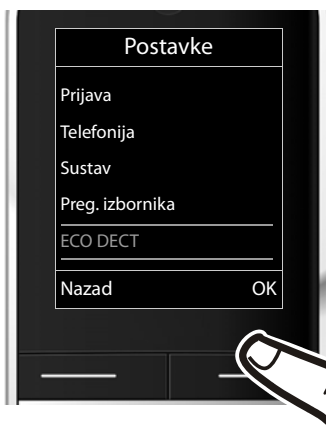 Postavke
Prijava
Telefonija
Sustav
Preg. izbornika
ECO DECT
Nazad OK